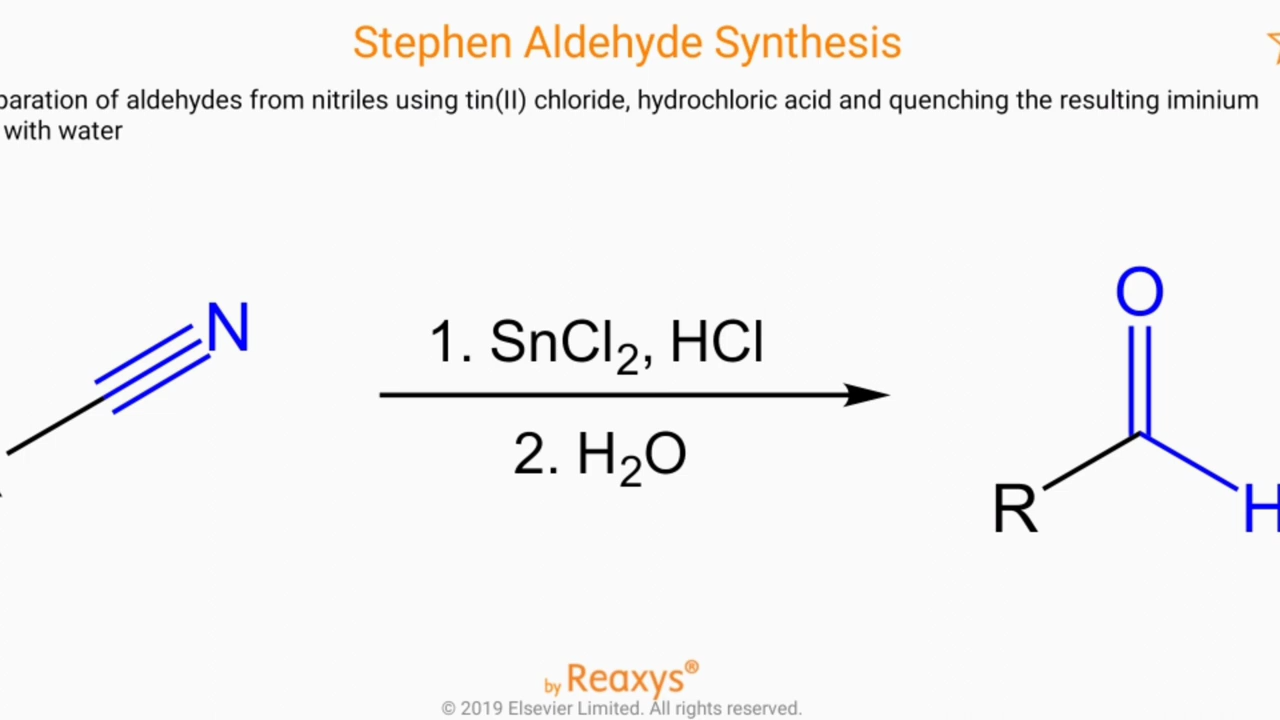 Stephen Aldehyde Synthesis
paration of aldehydes from nitriles using tin(II) chloride, hydrochloric acid and quenching the resulting iminium
with water
N
O
1. SnCl2, HCl
2. H2O
R
H
by Reaxys®
© 2019 Elsevier Limited. All rights reserved.